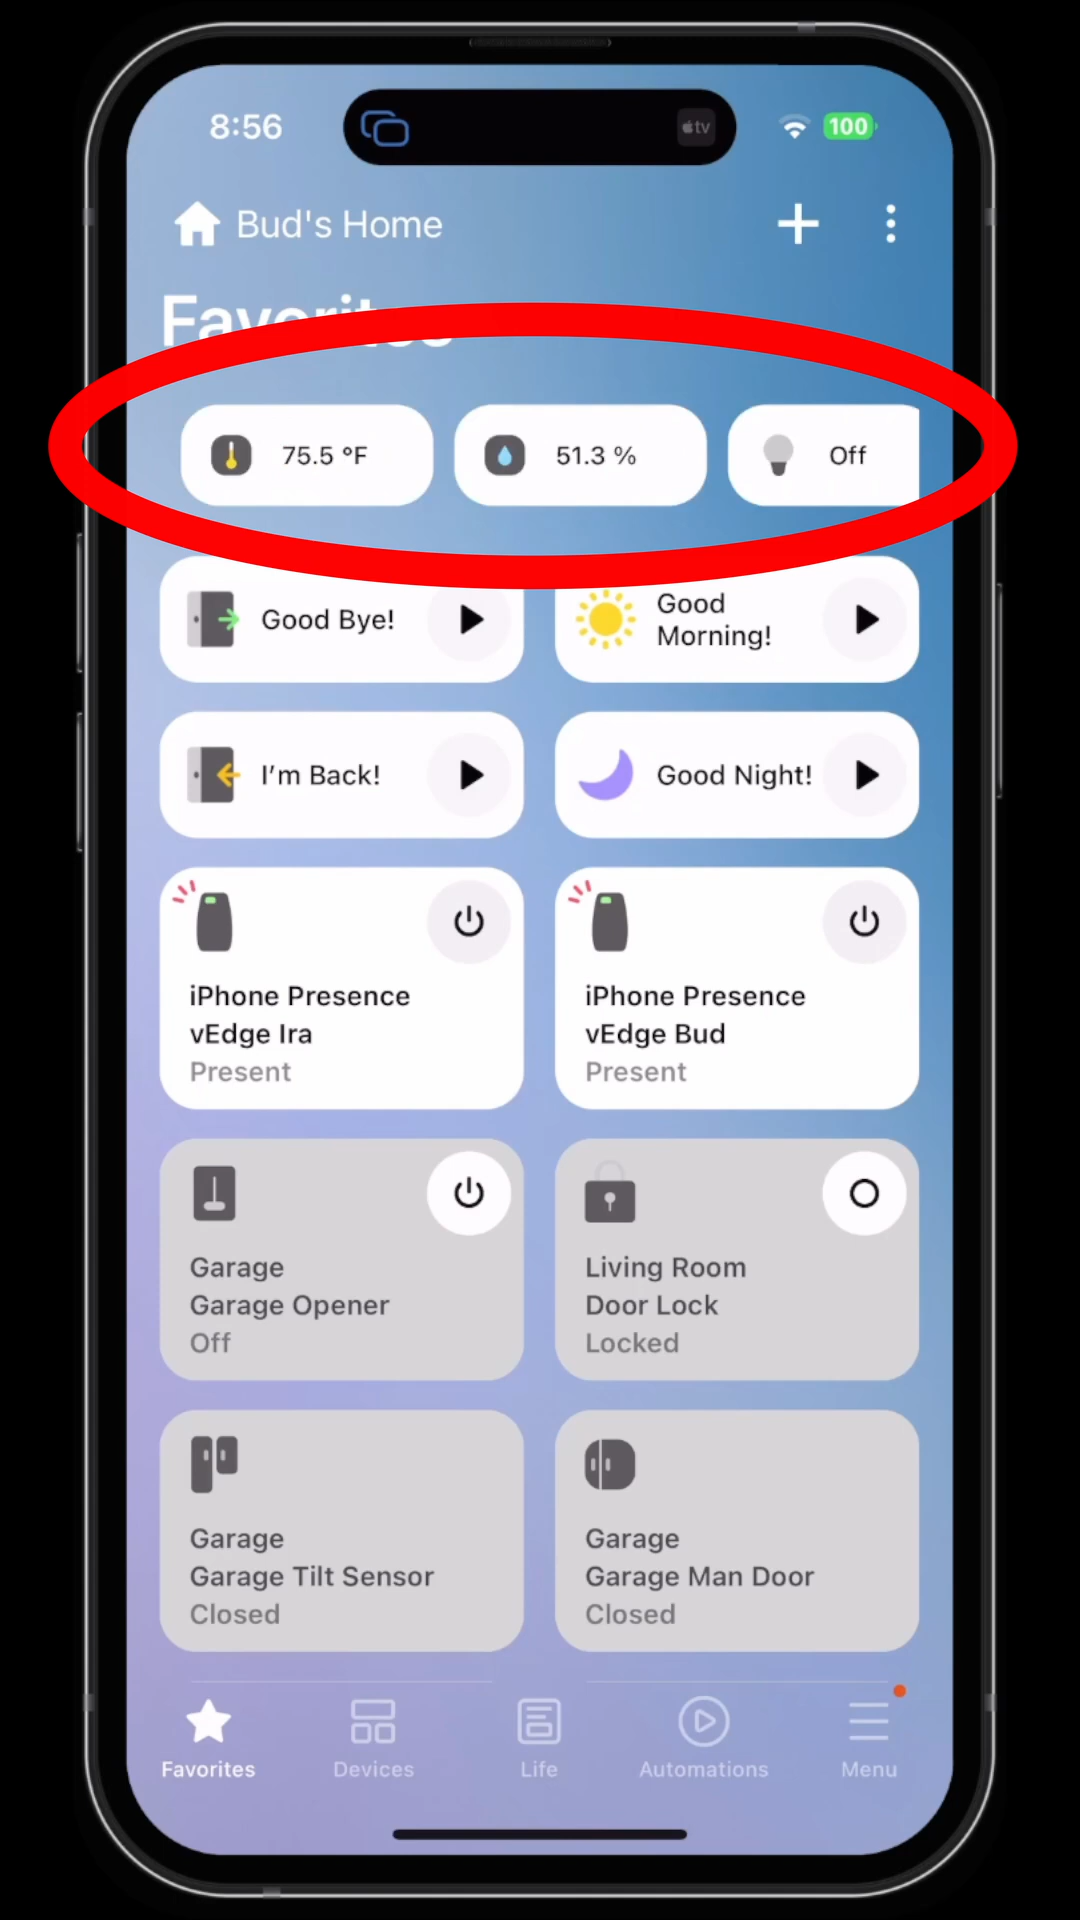 8:56
tv
100
Bud's Home
Favorites
75.5 °F
51.3 %
Off
Good Bye!
Good
Morning!
I'm Back!
Good Night!
iPhone Presence
vEdge Ira
Present
iPhone Presence
vEdge Bud
Present
Garage
Garage Opener
Off
Living Room
Door Lock
Locked
Garage
Garage Tilt Sensor
Closed
Garage
Garage Man Door
Closed
Favorites
Devices
Life
Automations
Menu